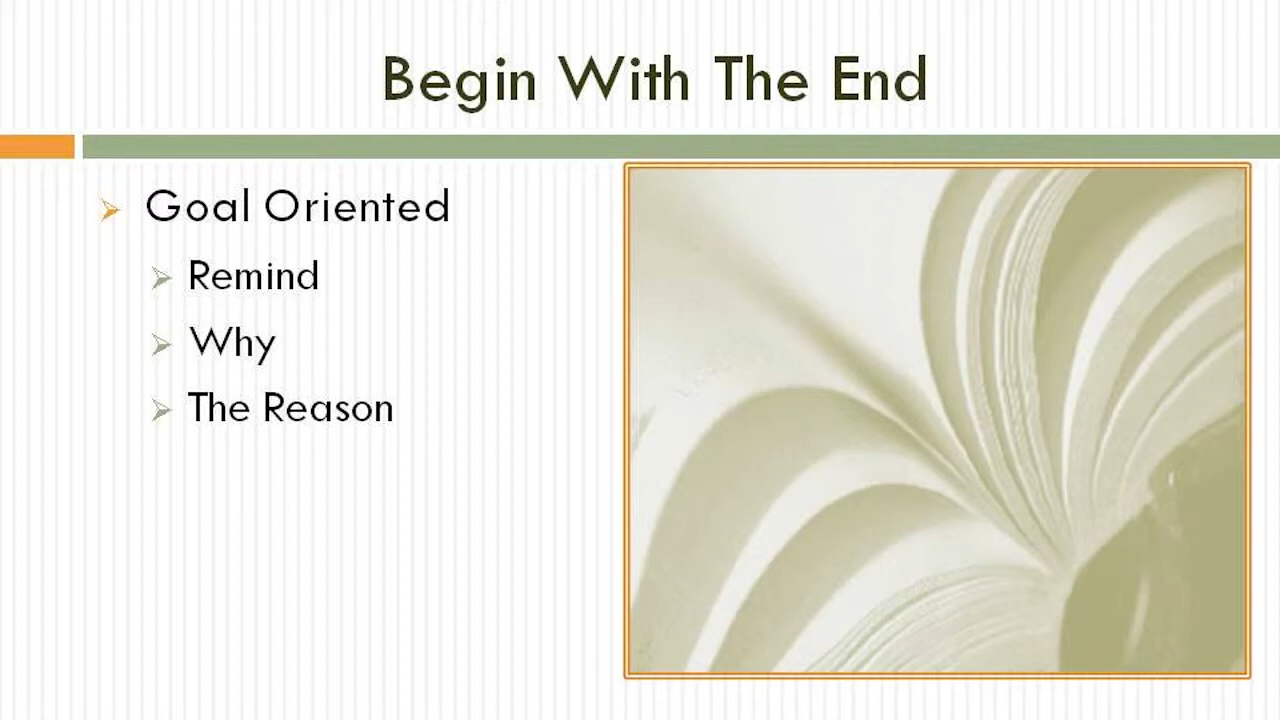 Begin With The End
Goal Oriented
Remind
Why
The Reason